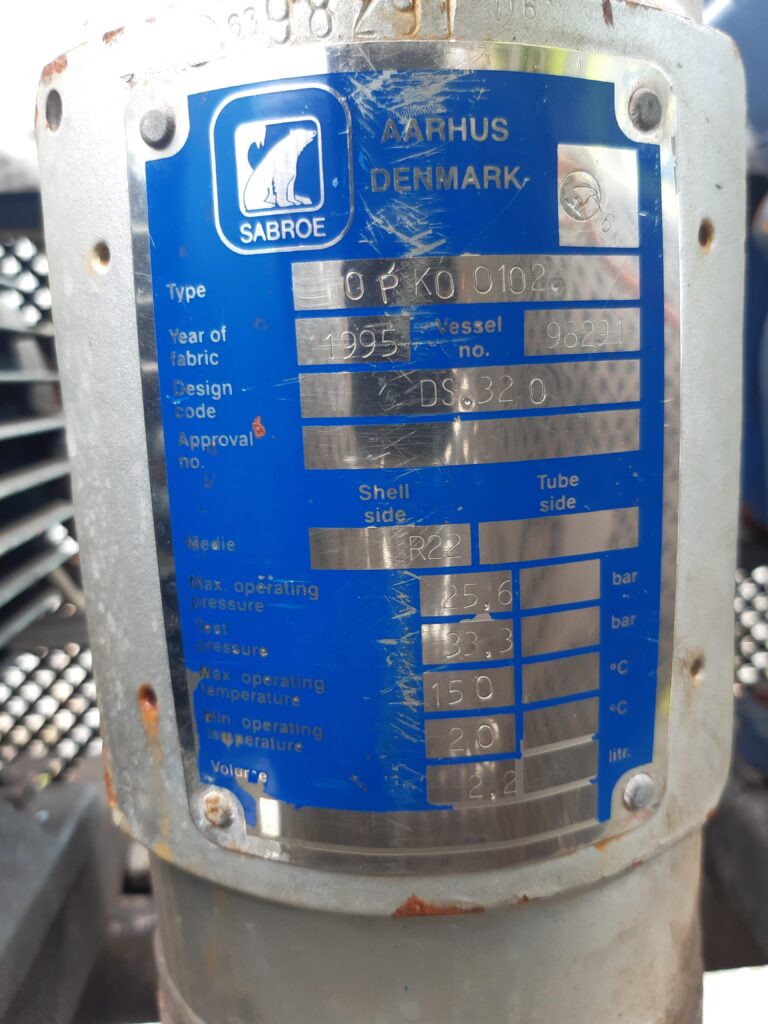 98291
AARHUS
DENMARK
SABROE
Type OPKO 0102.
Year of fabric 1995 Vessel no. 98291
Design code DS.320
Approval no.
Shell side Tube side
Medie R22
Max. operating pressure 25.6 bar
Test pressure 33.3 bar
Max. operating temperature 150 °C
Min. operating temperature 20 °C
Volume 2.2 litr.